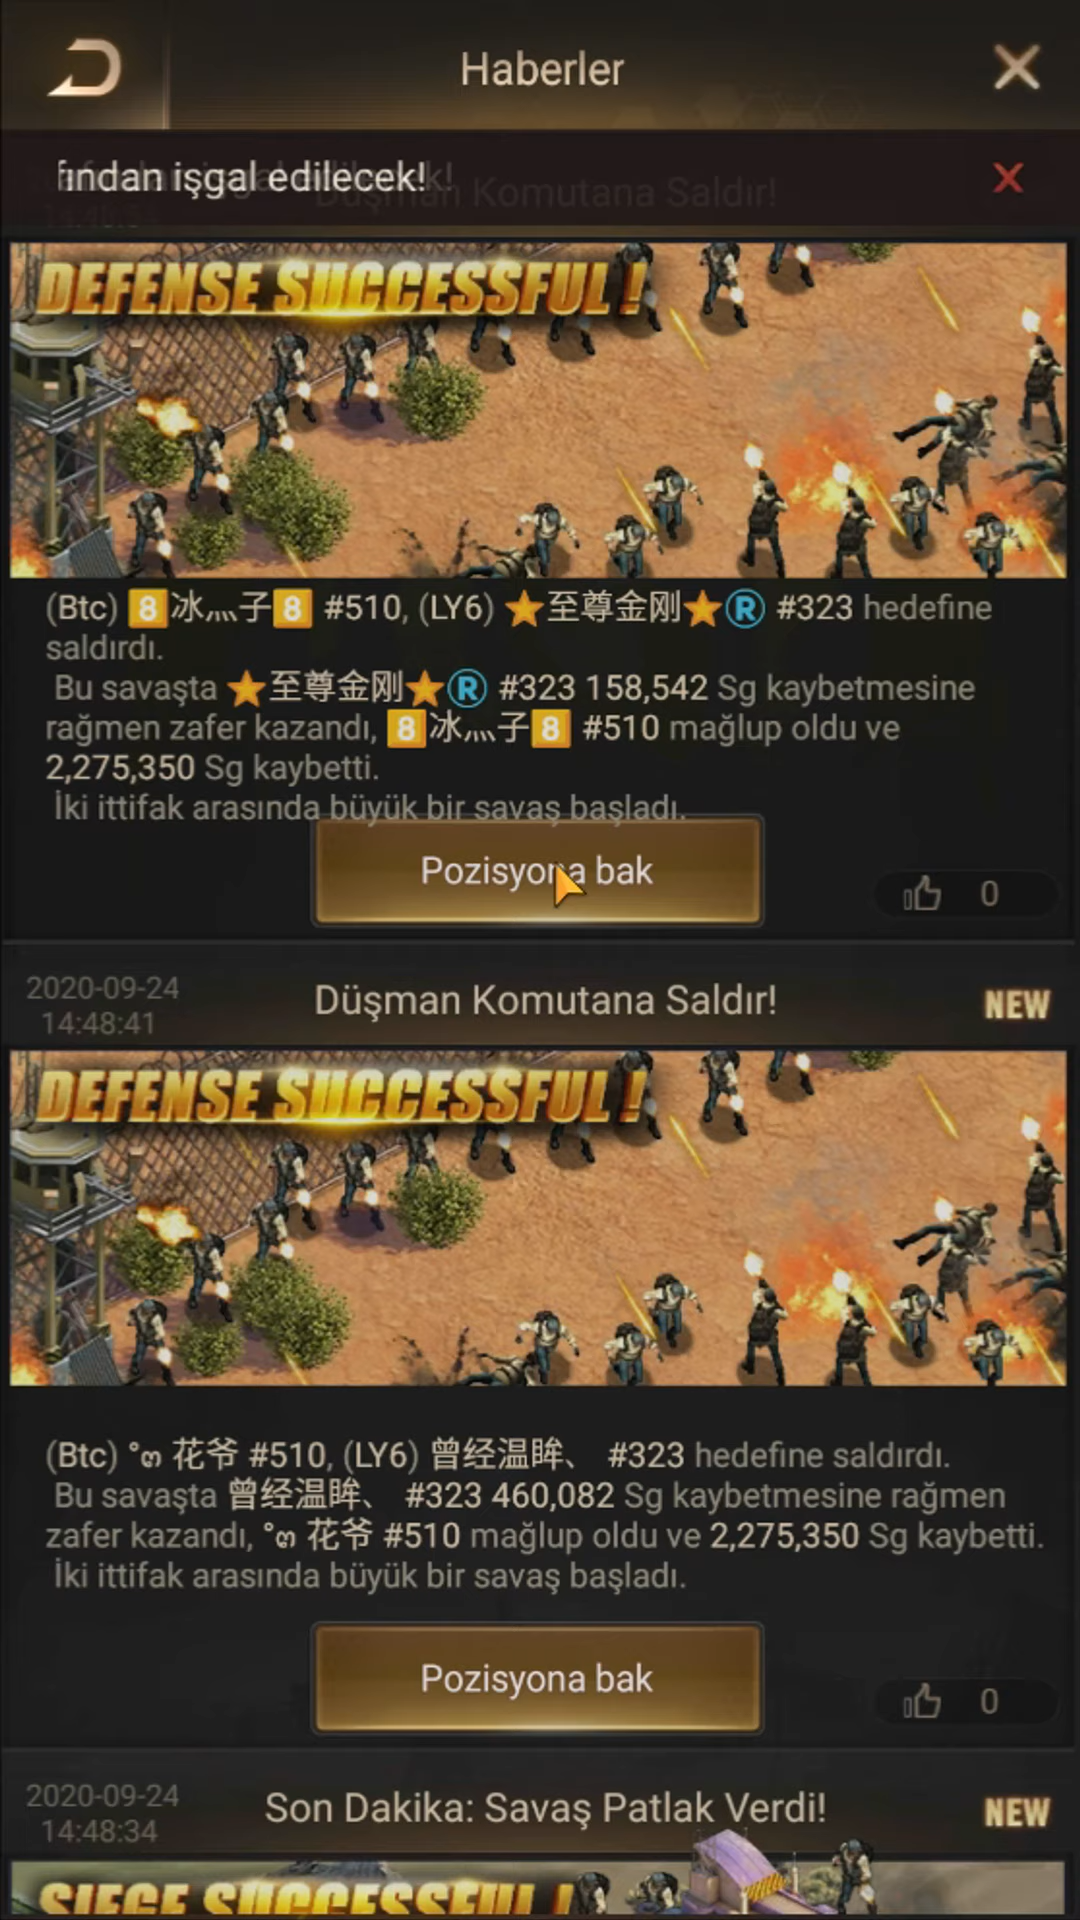 Haberler
fından işgal edilecek!
Düşman Komutana Saldır!
DEFENSE SUCCESSFUL !
(Btc) 8冰灬子8 #510, (LY6) ⭐至尊金刚⭐®️ #323 hedefine
saldırdı.
Bu savaşta ⭐至尊金刚⭐®️ #323 158,542 Sg kaybetmesine
rağmen zafer kazandı, 8冰灬子8 #510 mağlup oldu ve
2,275,350 Sg kaybetti.
İki ittifak arasında büyük bir savaş başladı.
Pozisyona bak
0
2020-09-24
14:48:41
Düşman Komutana Saldır!
NEW
DEFENSE SUCCESSFUL !
(Btc) °ണ 花爷 #510, (LY6) 曾经温眸、 #323 hedefine saldırdı.
Bu savaşta 曾经温眸、 #323 460,082 Sg kaybetmesine rağmen
zafer kazandı, °ണ 花爷 #510 mağlup oldu ve 2,275,350 Sg kaybetti.
İki ittifak arasında büyük bir savaş başladı.
Pozisyona bak
0
2020-09-24
14:48:34
Son Dakika: Savaş Patlak Verdi!
NEW
SIEGE SUCCESSFUL !